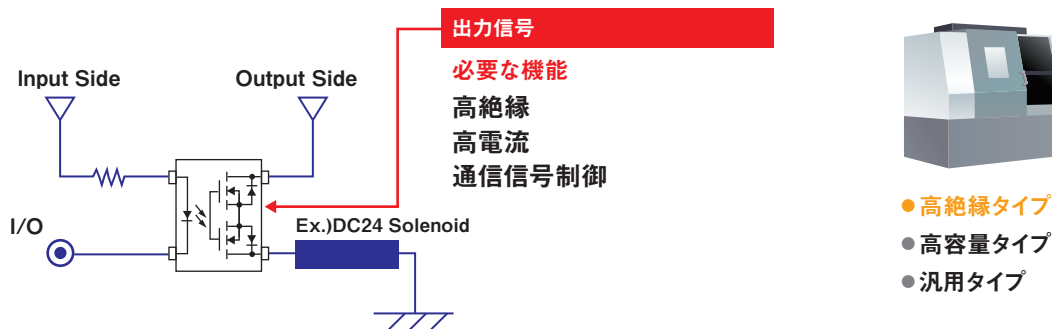 出力信号
必要な機能
高絶縁
高電流
通信信号制御
Input Side
Output Side
I/O
Ex.)DC24 Solenoid
●高絶縁タイプ
●高容量タイプ
●汎用タイプ